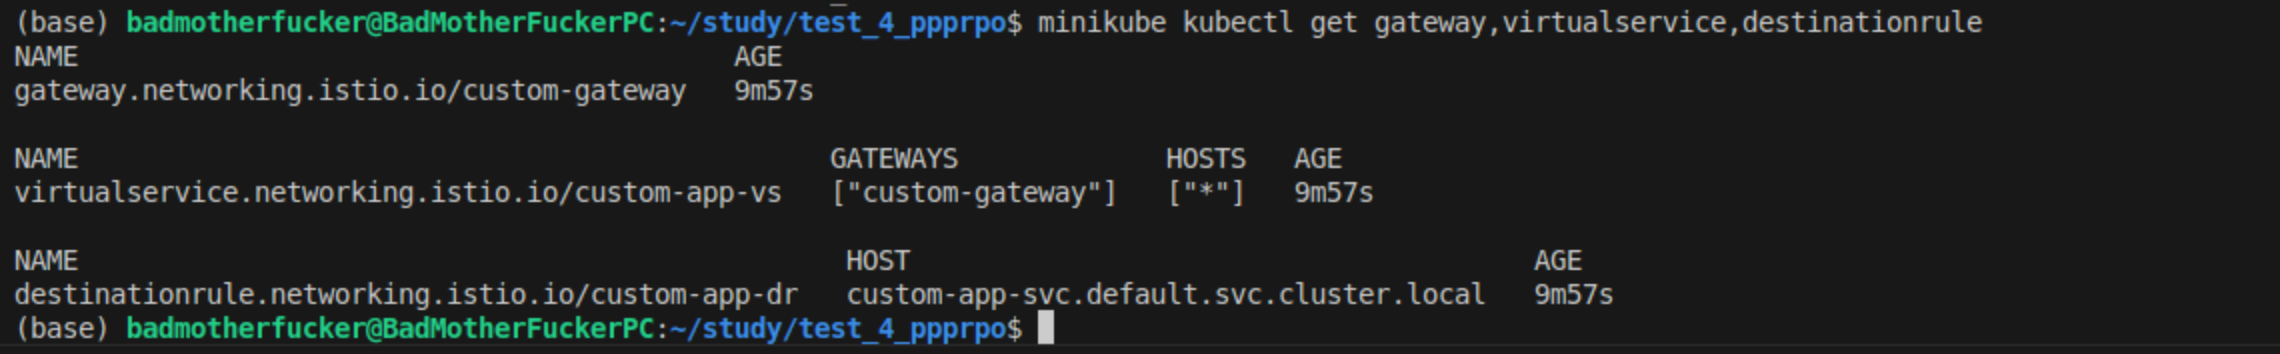 (base) badmotherfucker@BadMotherFuckerPC:~/study/test_4_ppprpo$ minikube kubectl get gateway,virtualservice,destinationrule
NAME                                         AGE
gateway.networking.istio.io/custom-gateway   9m57s

NAME                                               GATEWAYS             HOSTS   AGE
virtualservice.networking.istio.io/custom-app-vs   ["custom-gateway"]   ["*"]   9m57s

NAME                                                HOST                                       AGE
destinationrule.networking.istio.io/custom-app-dr   custom-app-svc.default.svc.cluster.local   9m57s
(base) badmotherfucker@BadMotherFuckerPC:~/study/test_4_ppprpo$